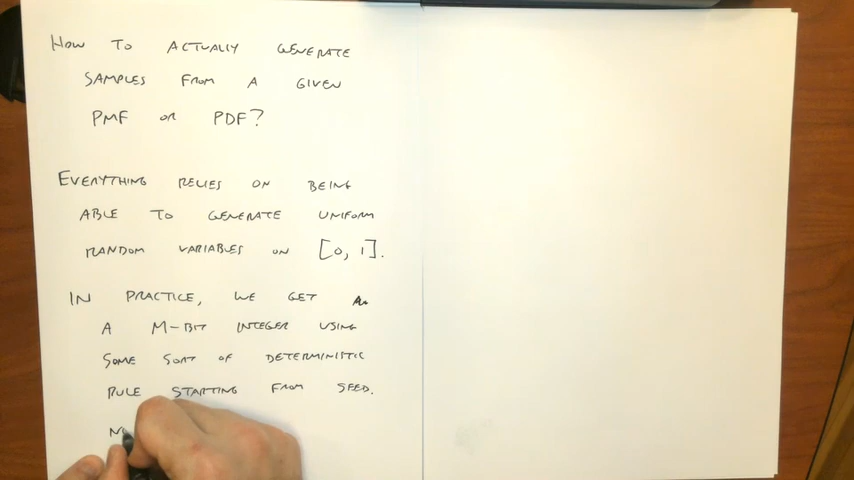 HOW TO ACTUALLY GENERATE
SAMPLES FROM A GIVEN
PMF OR PDF?
EVERYTHING RELIES ON BEING
ABLE TO GENERATE UNIFORM
RANDOM VARIABLES ON [0, 1].
IN PRACTICE, WE GET
A M-BIT INTEGER USING
SOME SORT OF DETERMINISTIC
RULE STARTING FROM SEED.